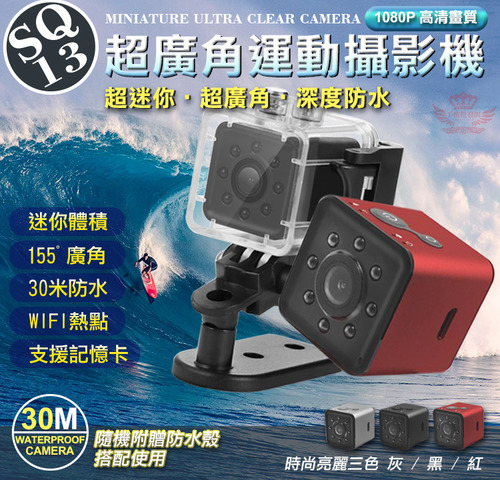 SQ13
MINIATURE ULTRA CLEAR CAMERA
1080P 高清畫質
超廣角運動攝影機
超迷你．超廣角．深度防水
迷你體積
155°廣角
30米防水
WIFI熱點
支援記憶卡
30M
WATERPROOF
CAMERA
隨機附贈防水殼
搭配使用
時尚亮麗三色 灰 / 黑 / 紅